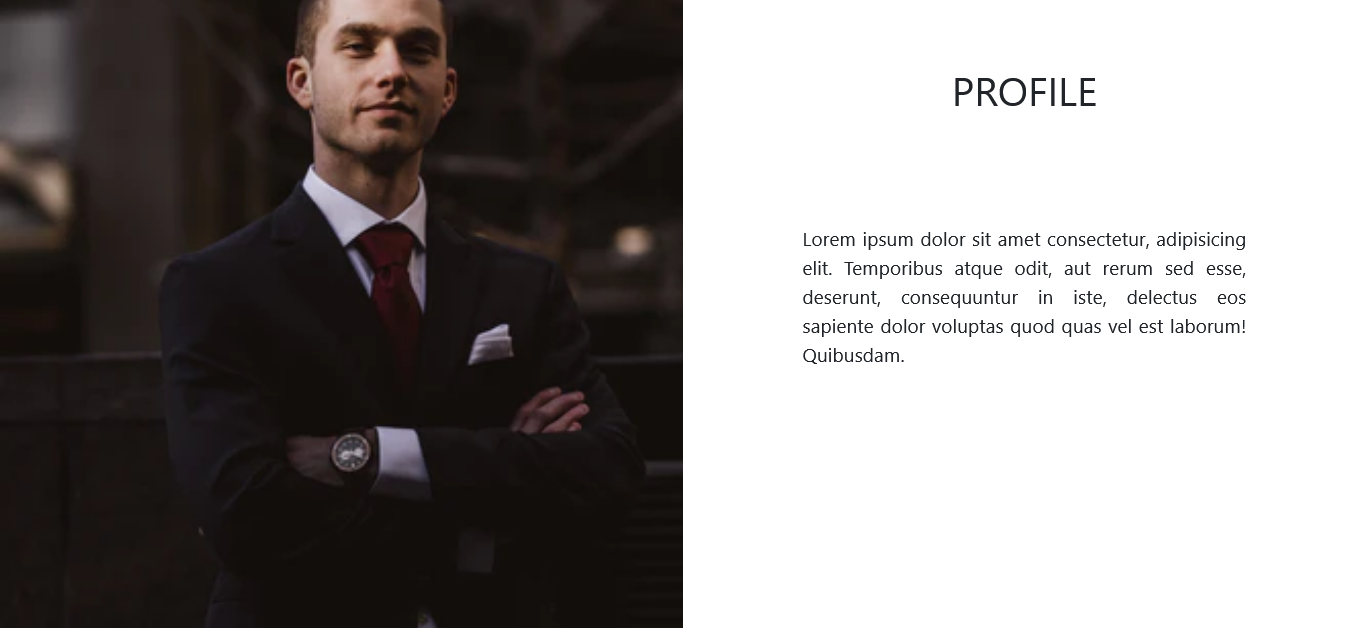 PROFILE
Lorem ipsum dolor sit amet consectetur, adipisicing
elit. Temporibus atque odit, aut rerum sed esse,
deserunt, consequuntur in iste, delectus eos
sapiente dolor voluptas quod quas vel est laborum!
Quibusdam.